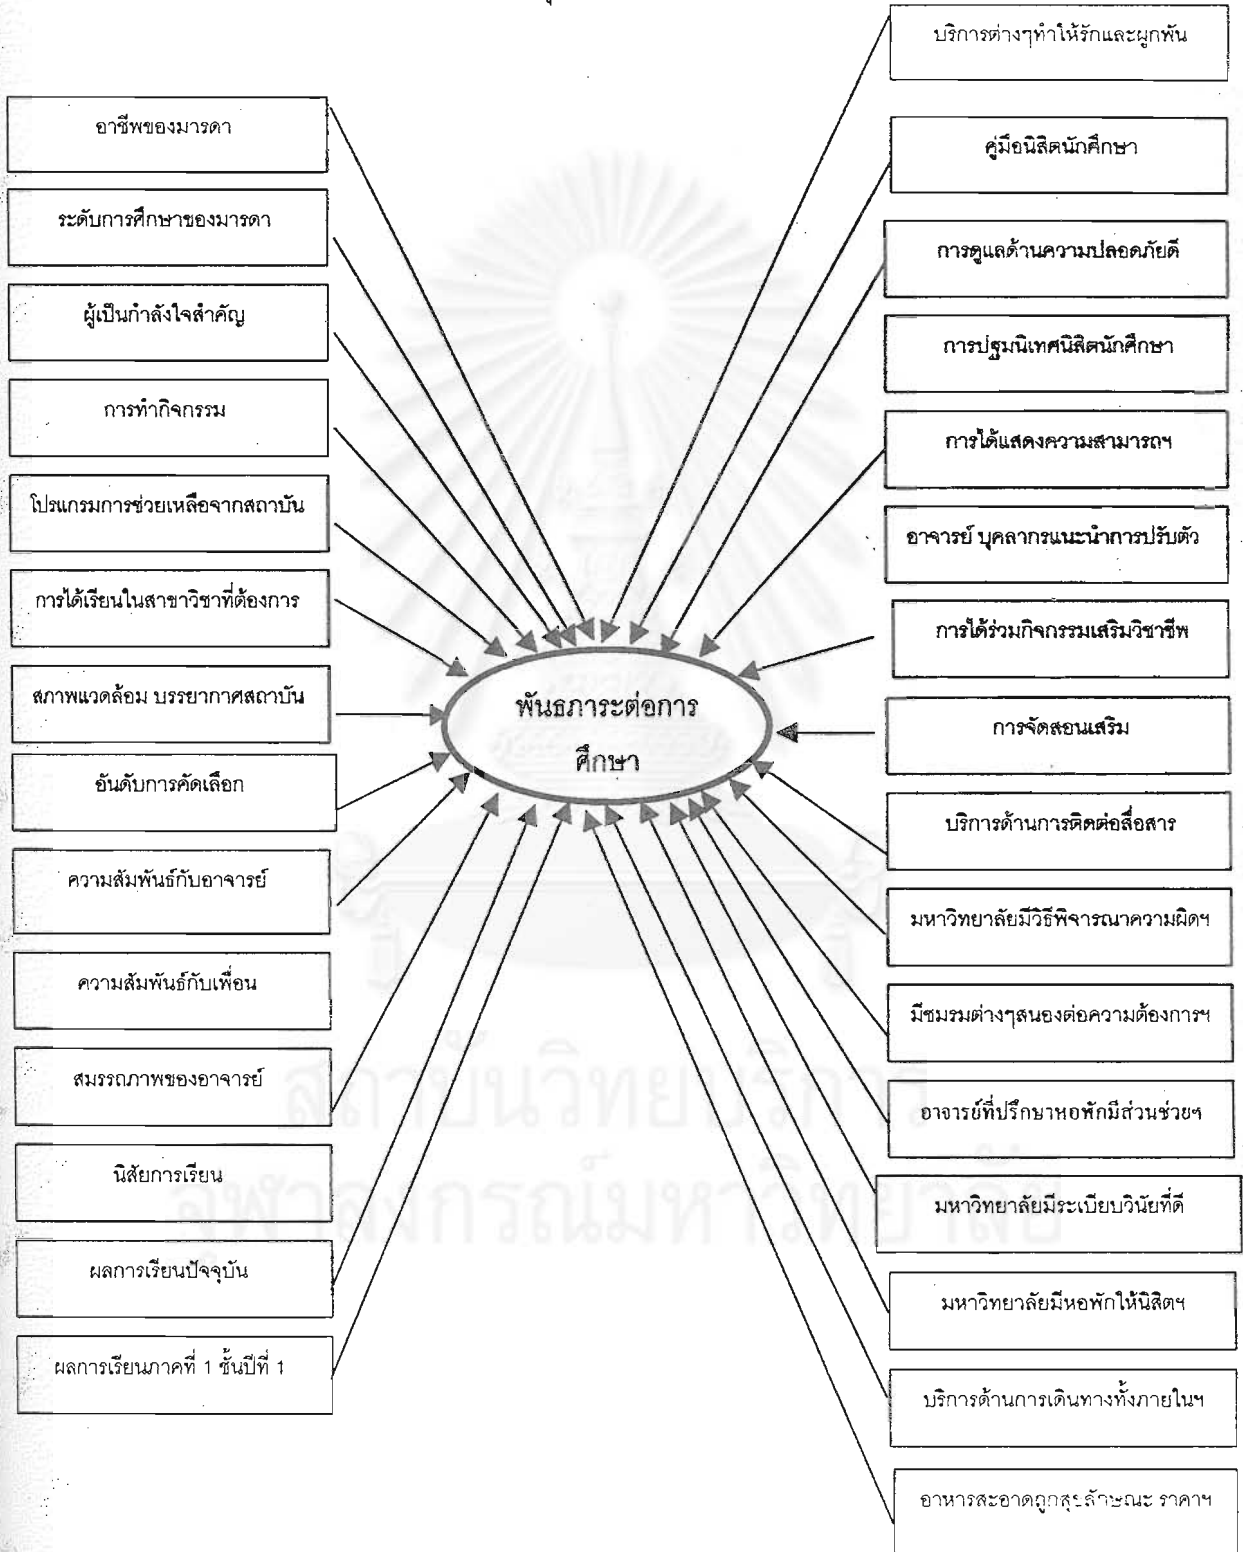 อาชีพของมารดา
ระดับการศึกษาของมารดา
ผู้เป็นกำลังใจสำคัญ
การทำกิจกรรม
โปรแกรมการช่วยเหลือจากสถาบัน
การได้เรียนในสาขาวิชาที่ต้องการ
สภาพแวดล้อม บรรยากาศสถาบัน
อันดับการคัดเลือก
ความสัมพันธ์กับอาจารย์
ความสัมพันธ์กับเพื่อน
สมรรถภาพของอาจารย์
นิสัยการเรียน
ผลการเรียนปัจจุบัน
ผลการเรียนภาคที่ 1 ชั้นปีที่ 1
พันธภาระต่อการ
ศึกษา
บริการต่างๆทำให้รักและผูกพัน
คู่มือนิสิตนักศึกษา
การดูแลด้านความปลอดภัยดี
การปฐมนิเทศนิสิตนักศึกษา
การได้แสดงความสามารถฯ
อาจารย์ บุคลากรแนะนำการปรับตัว
การได้ร่วมกิจกรรมเสริมวิชาชีพ
การจัดสอนเสริม
บริการด้านการติดต่อสื่อสาร
มหาวิทยาลัยมีวิธีพิจารณาความผิดฯ
มีชมรมต่างๆสนองต่อความต้องการฯ
อาจารย์ที่ปรึกษาหอพักมีส่วนช่วยฯ
มหาวิทยาลัยมีระเบียบวินัยที่ดี
มหาวิทยาลัยมีหอพักให้นิสิตฯ
บริการด้านการเดินทางทั้งภายในฯ
อาหารสะอาดถูกสุขลักษณะ ราคาฯ
สถาบันวิทยบริการ
จุฬาลงกรณ์มหาวิทยาลัย